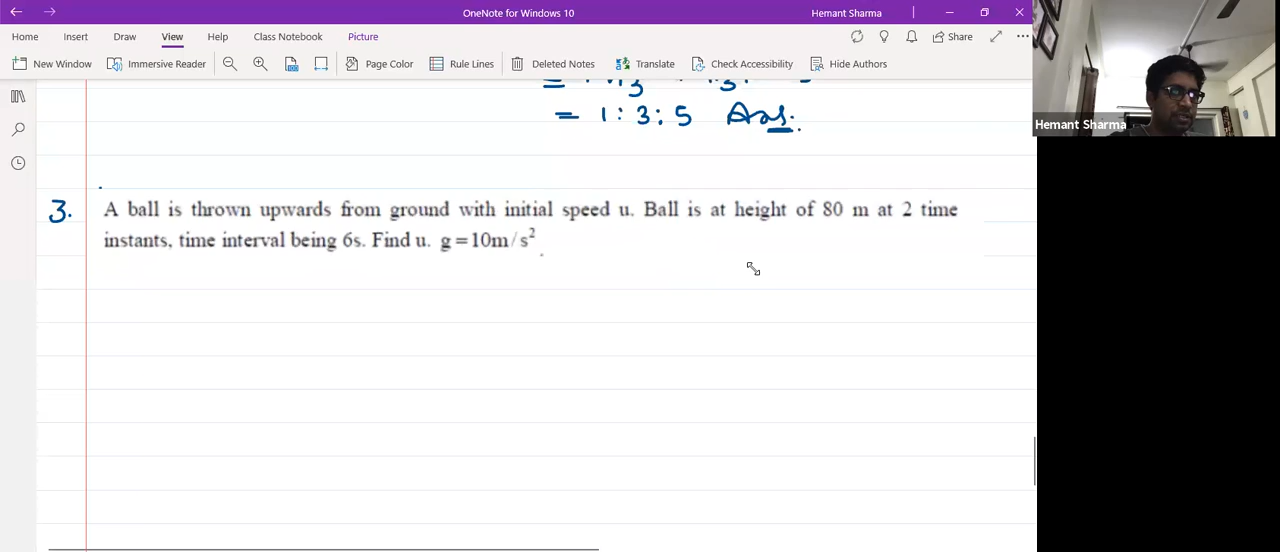 OneNote for Windows 10
Hemant Sharma
Home Insert Draw View Help Class Notebook Picture
Share
New Window Immersive Reader Page Color Rule Lines Deleted Notes Translate Check Accessibility Hide Authors
= 1 : 3 : 5 Ans.
Hemant Sharma
3. A ball is thrown upwards from ground with initial speed u. Ball is at height of 80 m at 2 time
instants, time interval being 6s. Find u. g = 10m/s²